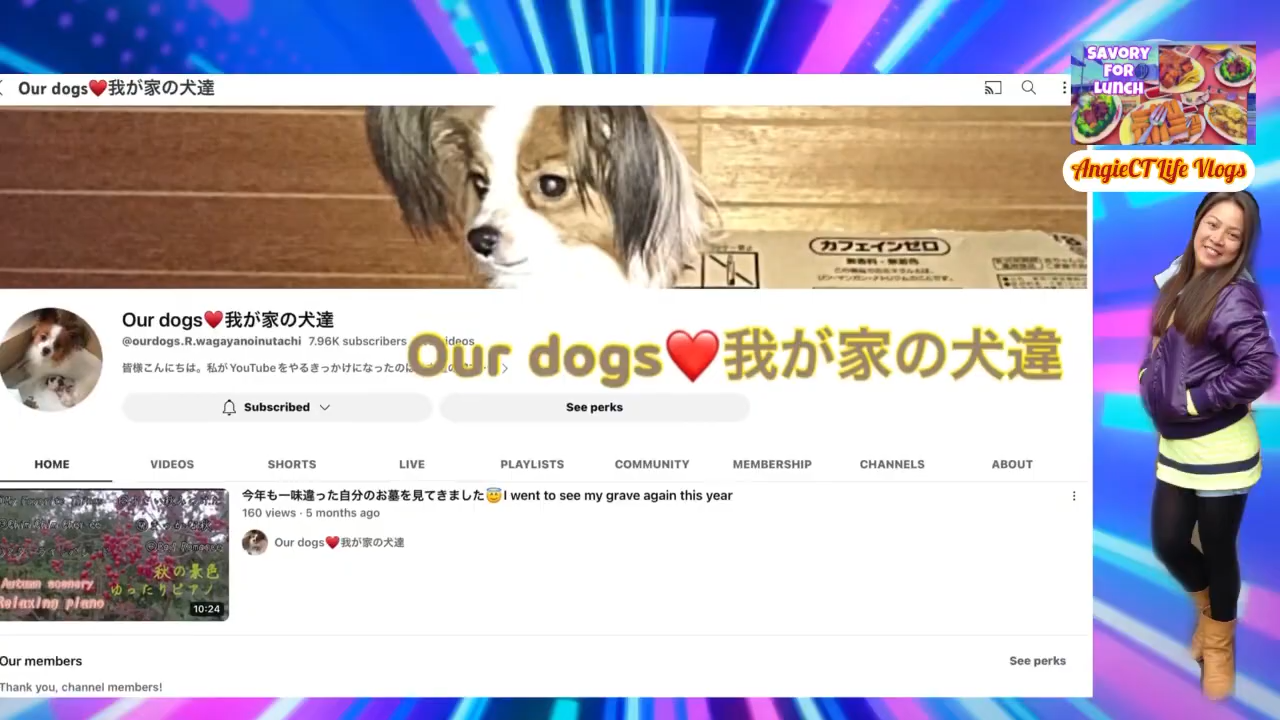 Our dogs❤️我が家の犬達
SAVORY
FOR
LUNCH
AngieCT Life Vlogs
カフェインゼロ
無香料・無着色
Our dogs❤️我が家の犬達
@ourdogs.R.wagayanoinutachi 7.96K subscribers
皆様こんにちは。私がYouTubeをやるきっかけになったのは
Our dogs❤️我が家の犬達
Subscribed
See perks
HOME
VIDEOS
SHORTS
LIVE
PLAYLISTS
COMMUNITY
MEMBERSHIP
CHANNELS
ABOUT
今年も一味違った自分のお墓を見てきました😇I went to see my grave again this year
160 views · 5 months ago
Our dogs❤️我が家の犬達
秋の景色
Autumn scenery
ゆったりピアノ
Relaxing piano
10:24
Our members
See perks
Thank you, channel members!